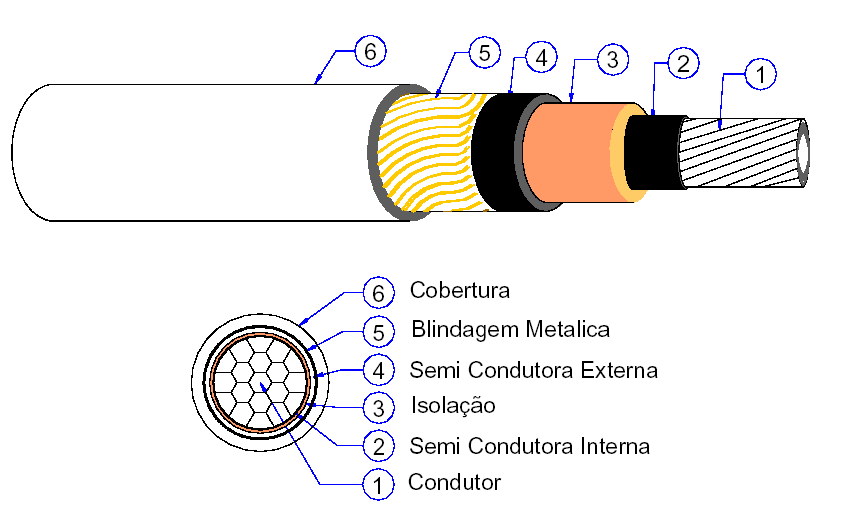 6 5 4 3 2 1
6 Cobertura
5 Blindagem Metalica
4 Semi Condutora Externa
3 Isolação
2 Semi Condutora Interna
1 Condutor